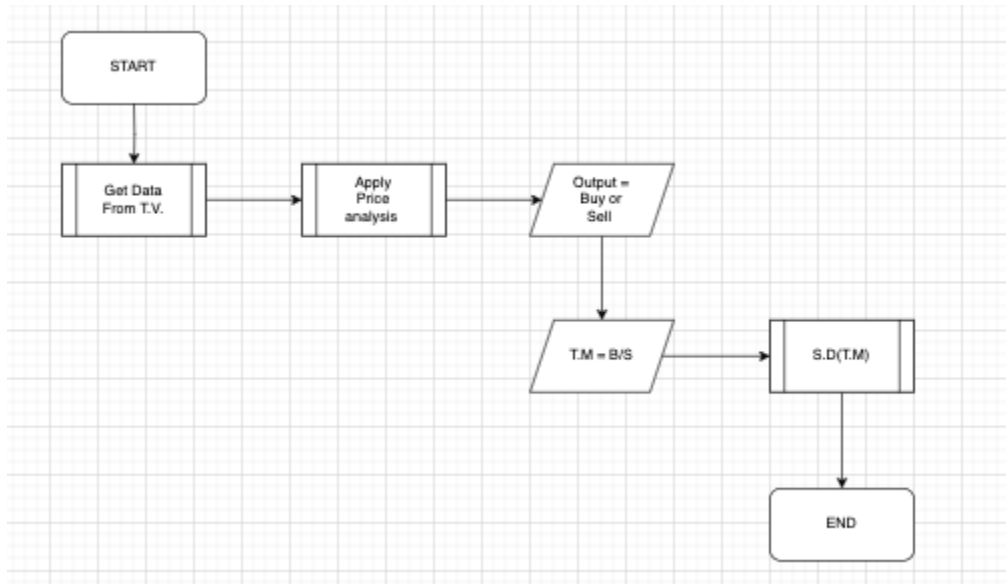 START
Get Data
From T.V.
Apply
Price
analysis
Output =
Buy or
Sell
T.M = B/S
S.D(T.M)
END